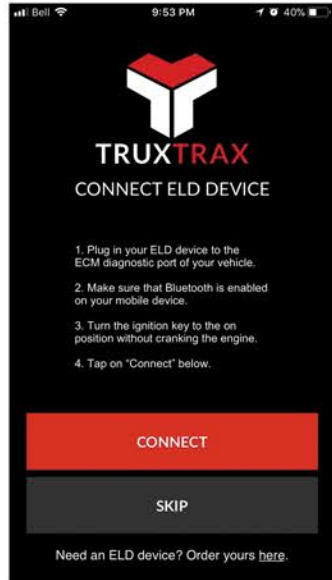 Bell 9:53 PM 40%
TRUXTRAX
CONNECT ELD DEVICE
1. Plug in your ELD device to the
ECM diagnostic port of your vehicle.
2. Make sure that Bluetooth is enabled
on your mobile device.
3. Turn the ignition key to the on
position without cranking the engine.
4. Tap on “Connect” below.
CONNECT
SKIP
Need an ELD device? Order yours here.